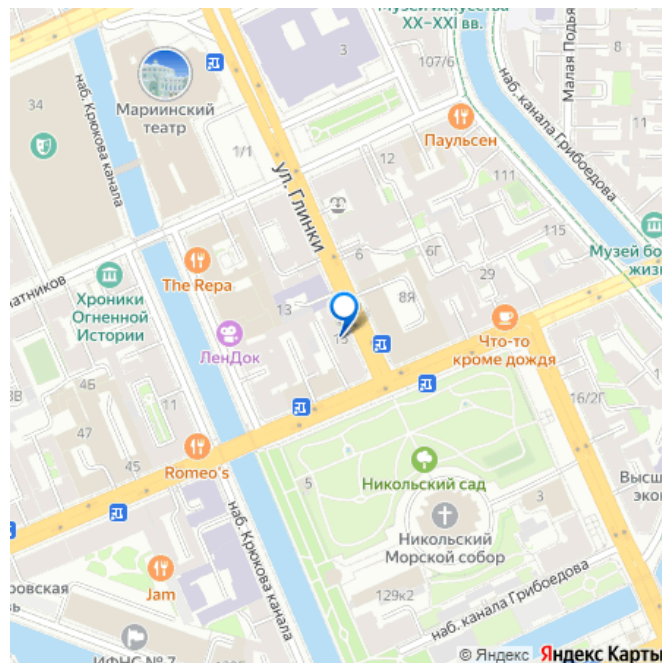 Музей искусства
XX–XXI вв.
107/6
8
Малая Подья
3
34
наб. Крюкова канала
Мариинский
театр
1/1
Паульсен
наб. канала Грибоедова
12
111
ул. Глинки
6
6Г
115
29
Музей бо
жизн
The Repa
чатников
Хроники
Огненной
Истории
13
8Я
ЛенДок
15
Что-то
кроме дождя
4Б
8В
11
47
45
16/2Г
Romeo's
5
Никольский сад
Высш
экон
3
Никольский
Морской собор
наб. Крюкова канала
Jam
129к2
наб. канала Грибоедова
ровская
ИФНС № 7
© Яндекс Яндекс Карты